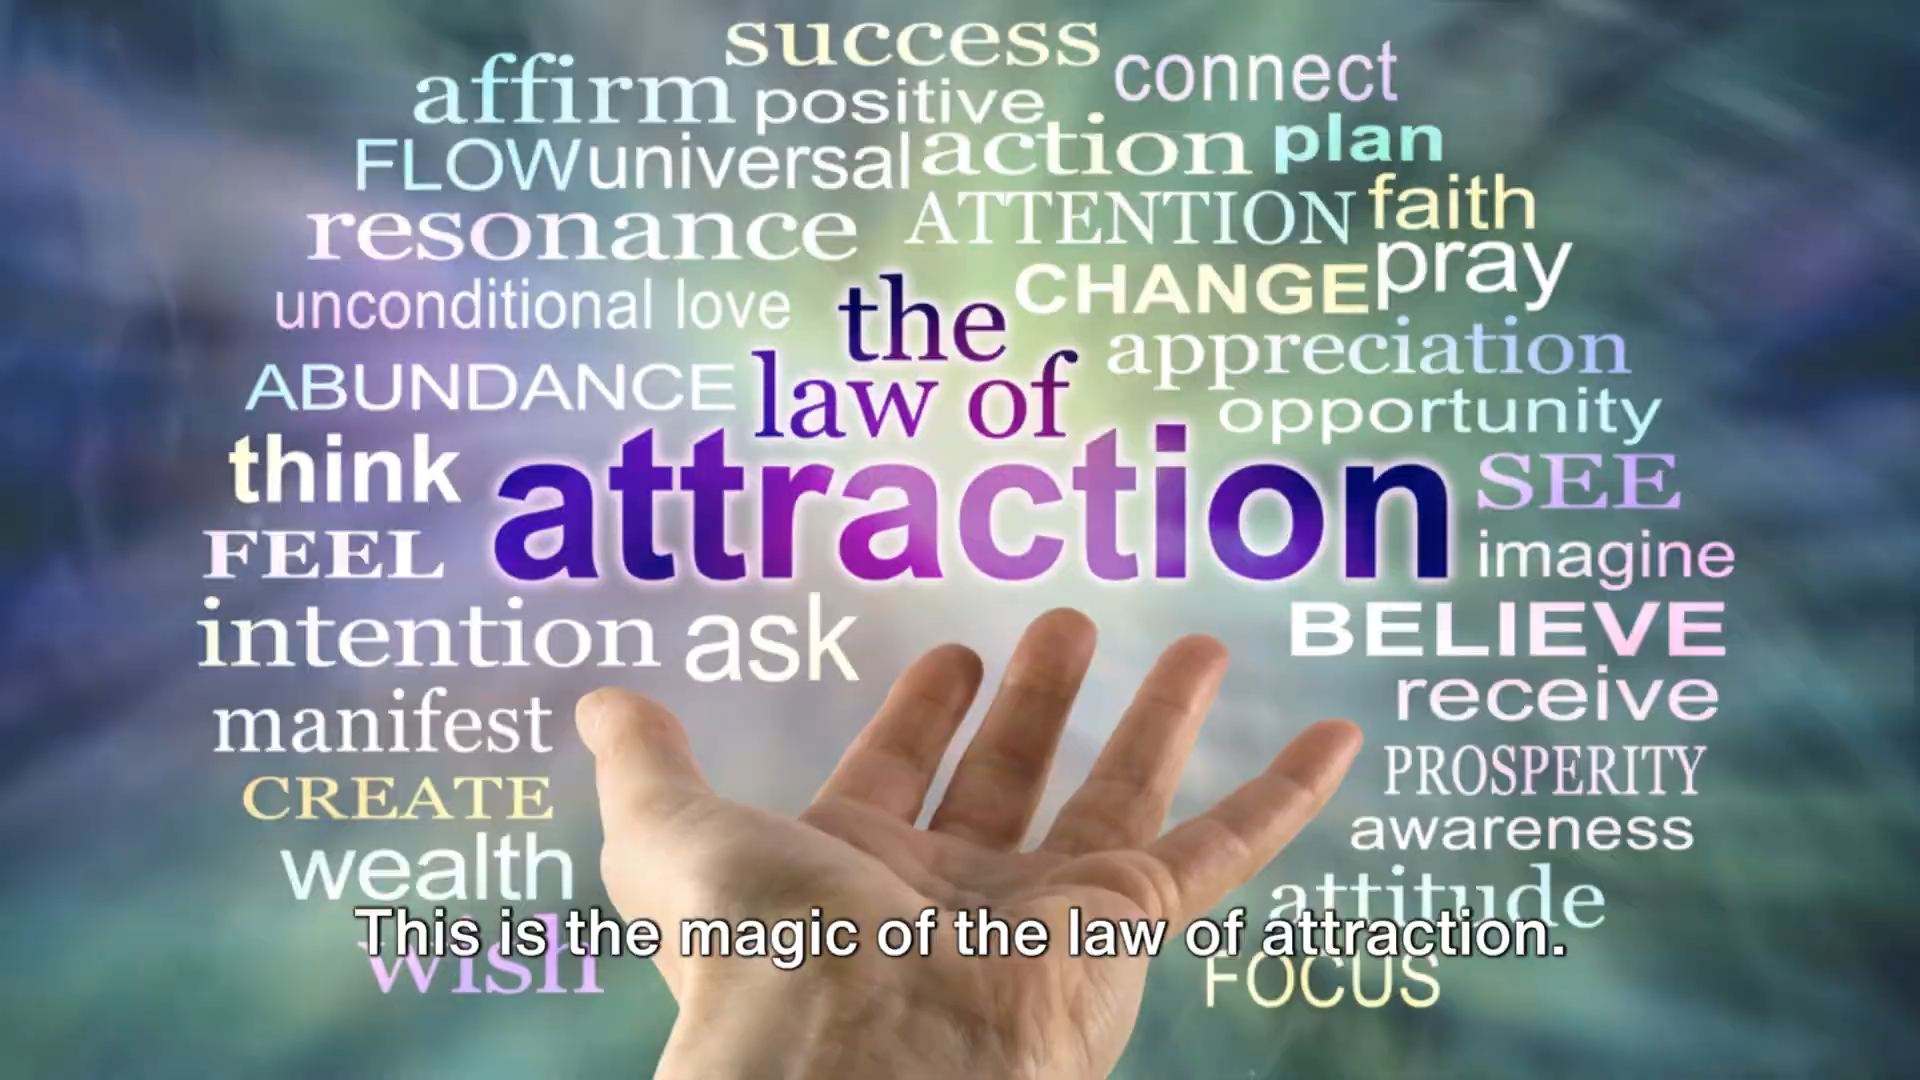 success
affirm positive connect
FLOW universal action plan
resonance ATTENTION faith
unconditional love CHANGE pray
the
ABUNDANCE law of appreciation
opportunity
think attraction SEE
FEEL imagine
intention ask BELIEVE
manifest receive
CREATE PROSPERITY
wealth awareness
attitude
This is the magic of the law of attraction.
wish FOCUS